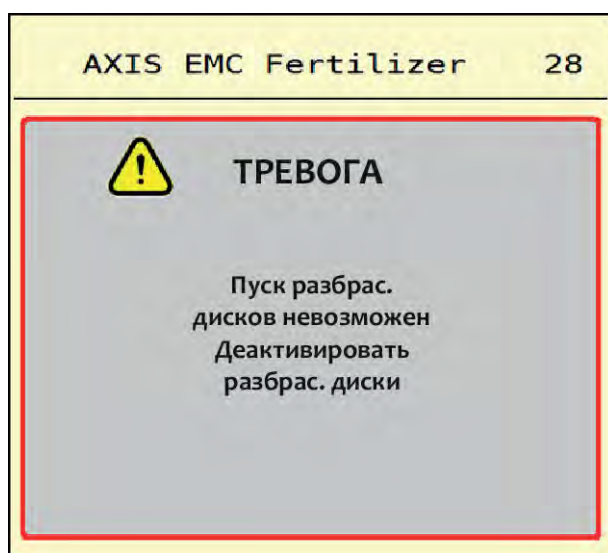 AXIS EMC Fertilizer 28
ТРЕВОГА
Пуск разбрас.
дисков невозможен
Деактивировать
разбрас. диски